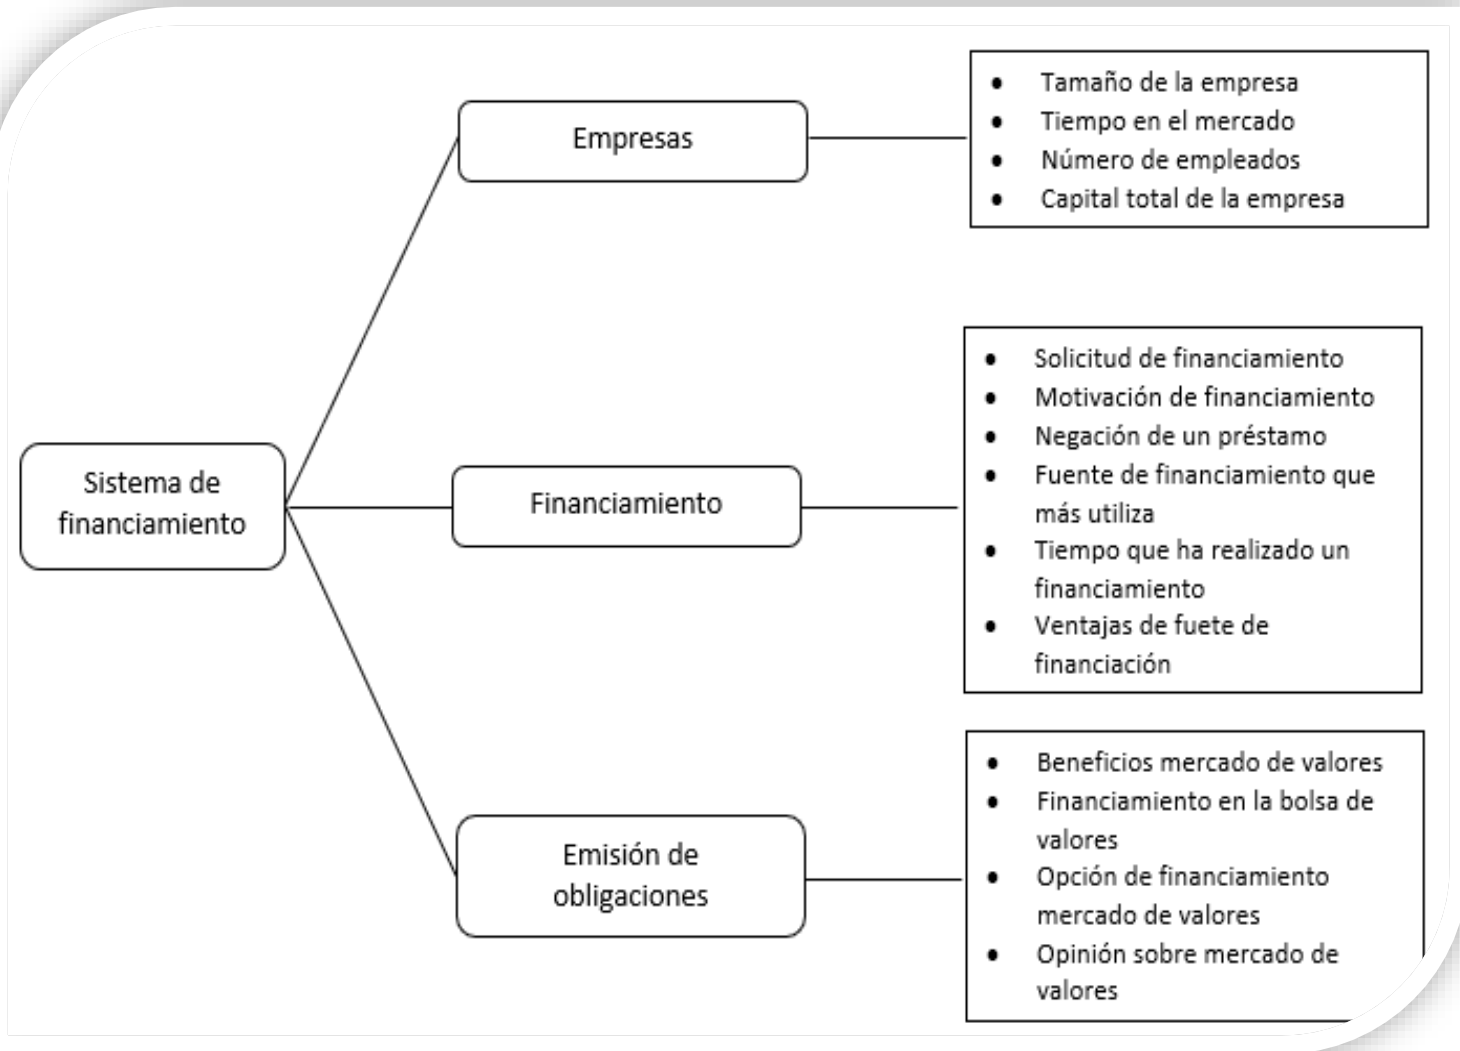 Sistema de
financiamiento
Empresas
• Tamaño de la empresa
• Tiempo en el mercado
• Número de empleados
• Capital total de la empresa
Financiamiento
• Solicitud de financiamiento
• Motivación de financiamiento
• Negación de un préstamo
• Fuente de financiamiento que
más utiliza
• Tiempo que ha realizado un
financiamiento
• Ventajas de fuete de
financiación
Emisión de
obligaciones
• Beneficios mercado de valores
• Financiamiento en la bolsa de
valores
• Opción de financiamiento
mercado de valores
• Opinión sobre mercado de
valores